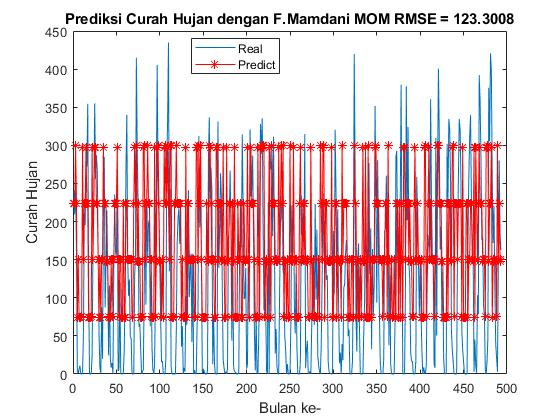 Prediksi Curah Hujan dengan F.Mamdani MOM RMSE = 123.3008
Real
Predict
450
400
350
300
250
200
150
100
50
0
Curah Hujan
0 50 100 150 200 250 300 350 400 450 500
Bulan ke-